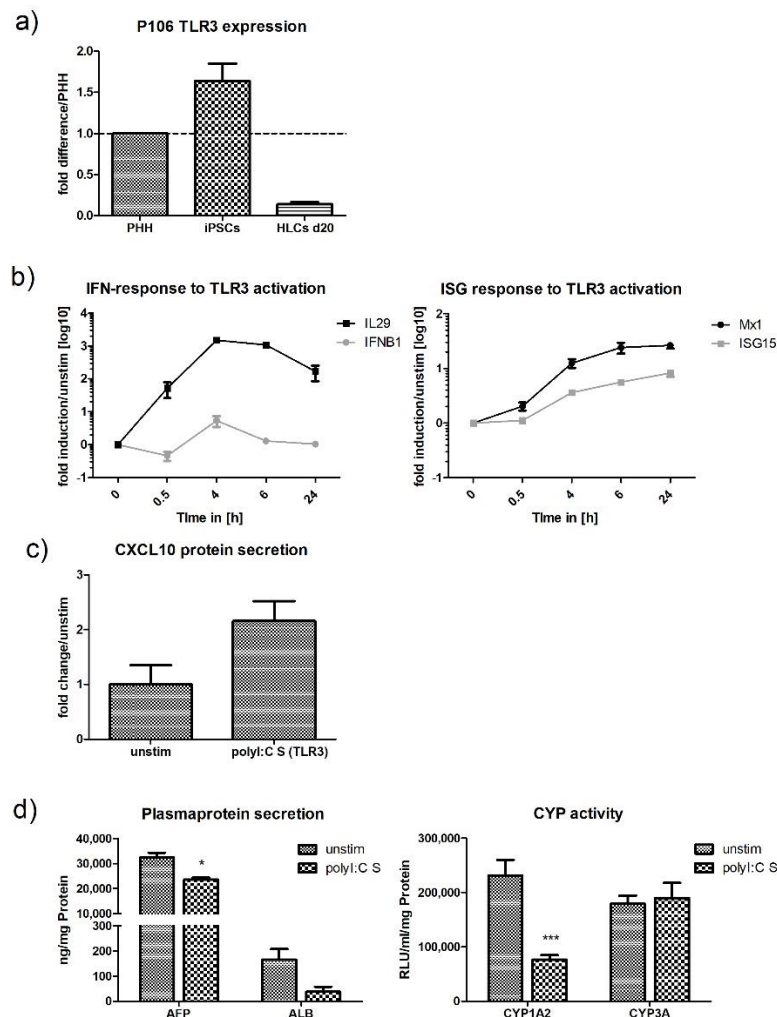 a)
P106 TLR3 expression
fold difference/PHH
2.0
1.5
1.0
0.5
0.0
PHH iPSCs HLCs d20
b)
IFN-response to TLR3 activation
fold induction/unstim [log10]
4
3
2
1
0
-1
0 0.5 4 6 24
TIme in [h]
IL29
IFNB1
ISG response to TLR3 activation
fold induction/unstim [log10]
2
1
0
-1
0 0.5 4 6 24
TIme in [h]
Mx1
ISG15
c)
CXCL10 protein secretion
fold change/unstim
3
2
1
0
unstim polyI:C S (TLR3)
d)
Plasmaprotein secretion
ng/mg Protein
40,000
30,000
20,000
10,000
200
100
0
*
AFP ALB
unstim
polyI:C S
CYP activity
RLU/ml/mg Protein
300,000
200,000
100,000
0
***
CYP1A2 CYP3A
unstim
polyI:C S